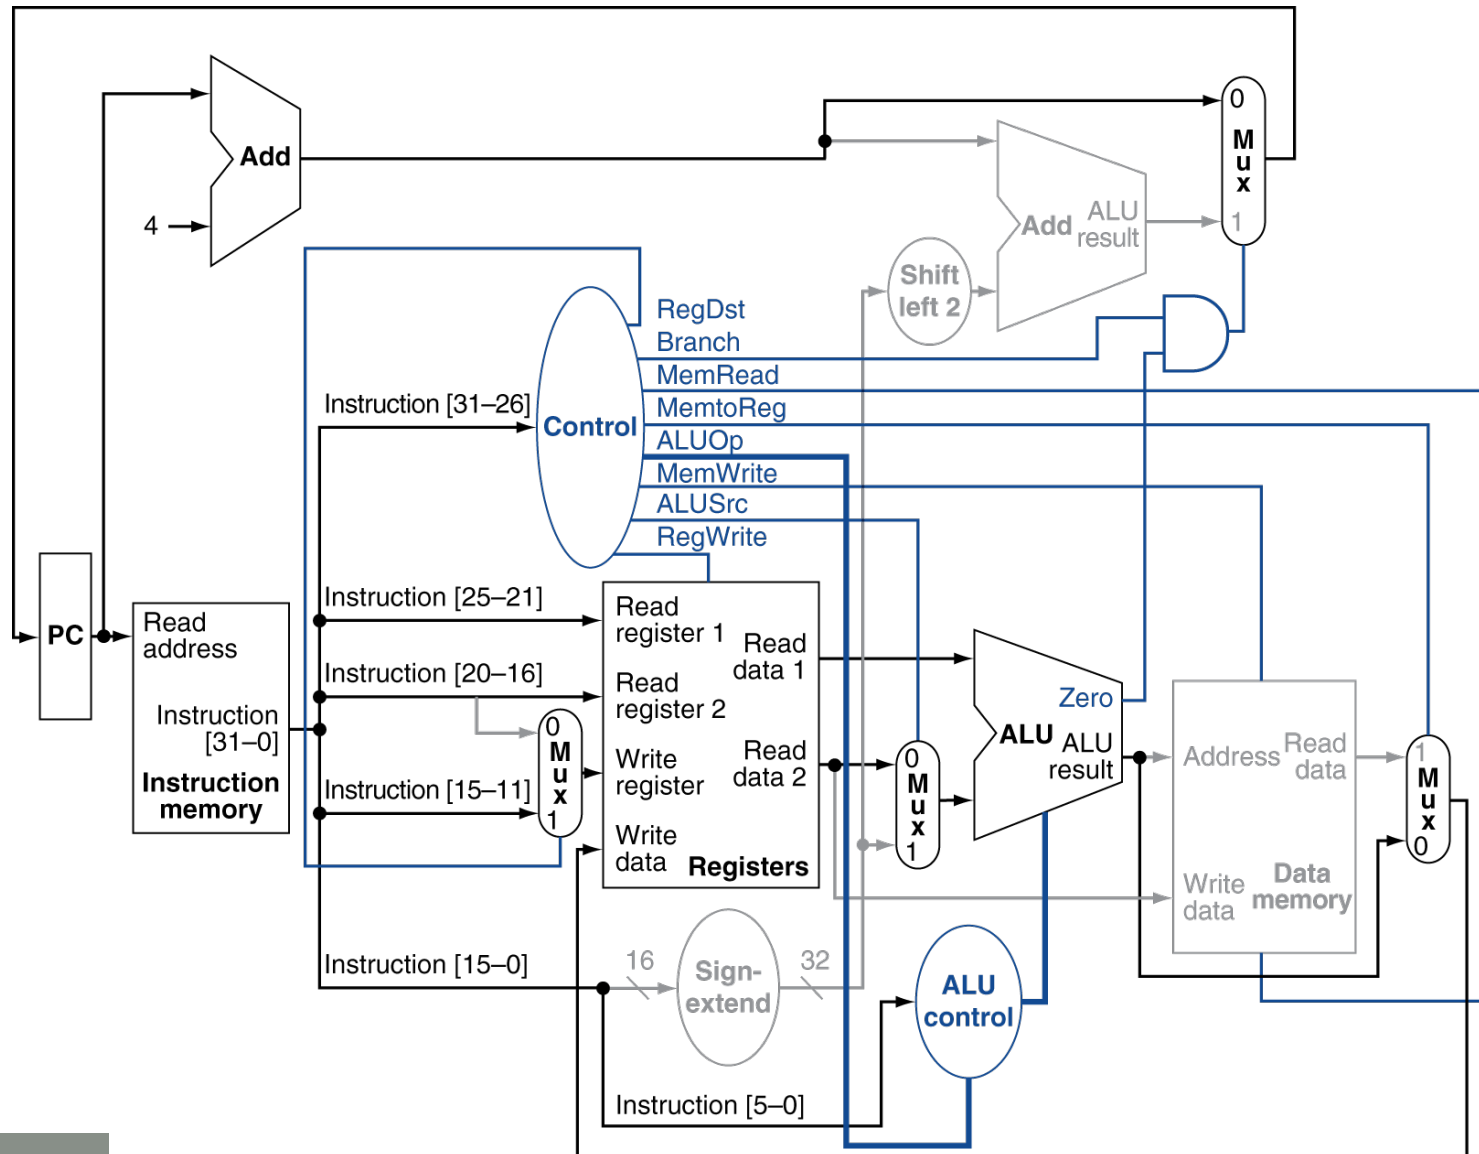 Add
4
0
Mux
1
Add
ALU
result
Shift
left 2
RegDst
Branch
MemRead
MemtoReg
ALUOp
MemWrite
ALUSrc
RegWrite
Control
Instruction [31–26]
Instruction [25–21]
Instruction [20–16]
Instruction [15–11]
Instruction [15–0]
Instruction [5–0]
PC
Read
address
Instruction
[31–0]
Instruction
memory
0
Mux
1
Read
register 1
Read
register 2
Write
register
Write
data
Read
data 1
Read
data 2
Registers
0
Mux
1
Zero
ALU
ALU
result
Address
Read
data
Write
data
Data
memory
1
Mux
0
16
Sign-
extend
32
ALU
control